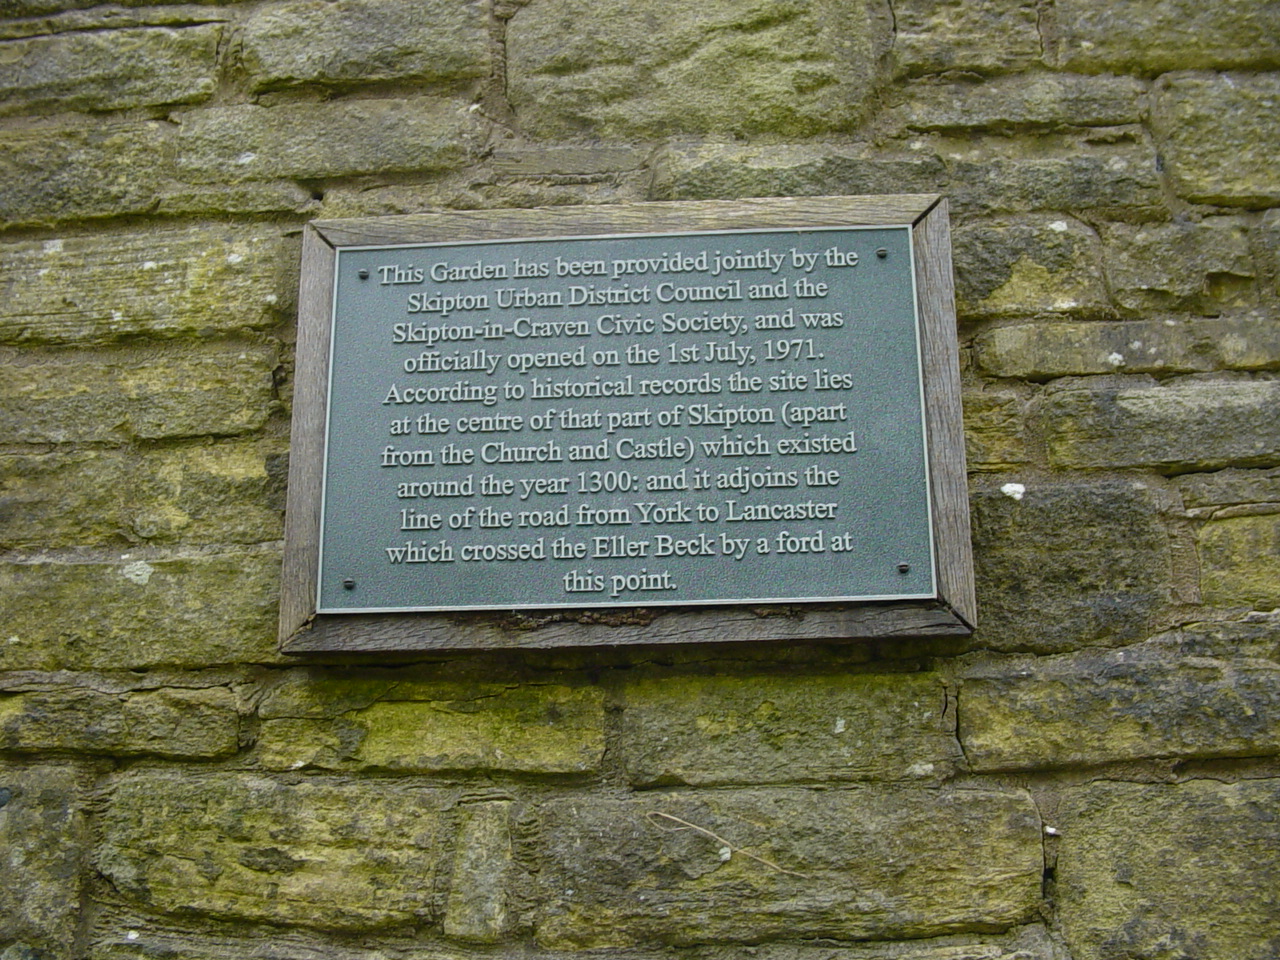 This Garden has been provided jointly by the
Skipton Urban District Council and the
Skipton-in-Craven Civic Society, and was
officially opened on the 1st July, 1971.
According to historical records the site lies
at the centre of that part of Skipton (apart
from the Church and Castle) which existed
around the year 1300: and it adjoins the
line of the road from York to Lancaster
which crossed the Eller Beck by a ford at
this point.